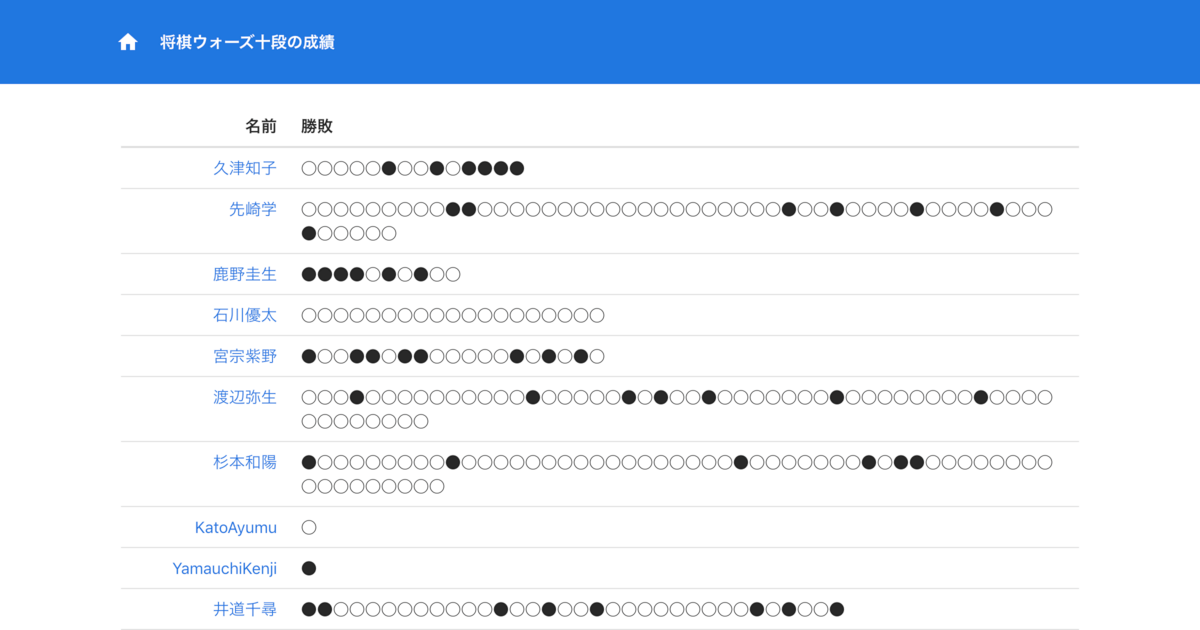 将棋ウォーズ十段の成績
名前 勝敗
久津知子 ○○○○○●○○●○●●●●
先崎学 ○○○○○○○○○●●○○○○○○○○○○○○○○○○○○○●○○●○○○○●○○○○●○○○
●○○○○○
鹿野圭生 ●●●●○●○●○○
石川優太 ○○○○○○○○○○○○○○○○○○○
宮宗紫野 ●○○●●○●●○○○○○●○●○●○
渡辺弥生 ○○○●○○○○○○○○○○●○○○○○●○●○○●○○○○○○○●○○○○○○○○●○○○○
○○○○○○○○
杉本和陽 ●○○○○○○○○●○○○○○○○○○○○○○○○○○●○○○○○○○●○●●○○○○○○○○
○○○○○○○○○
KatoAyumu ○
YamauchiKenji ●
井道千尋 ●●○○○○○○○○○○●○○●○○●○○○○○○○○○●○●○○●